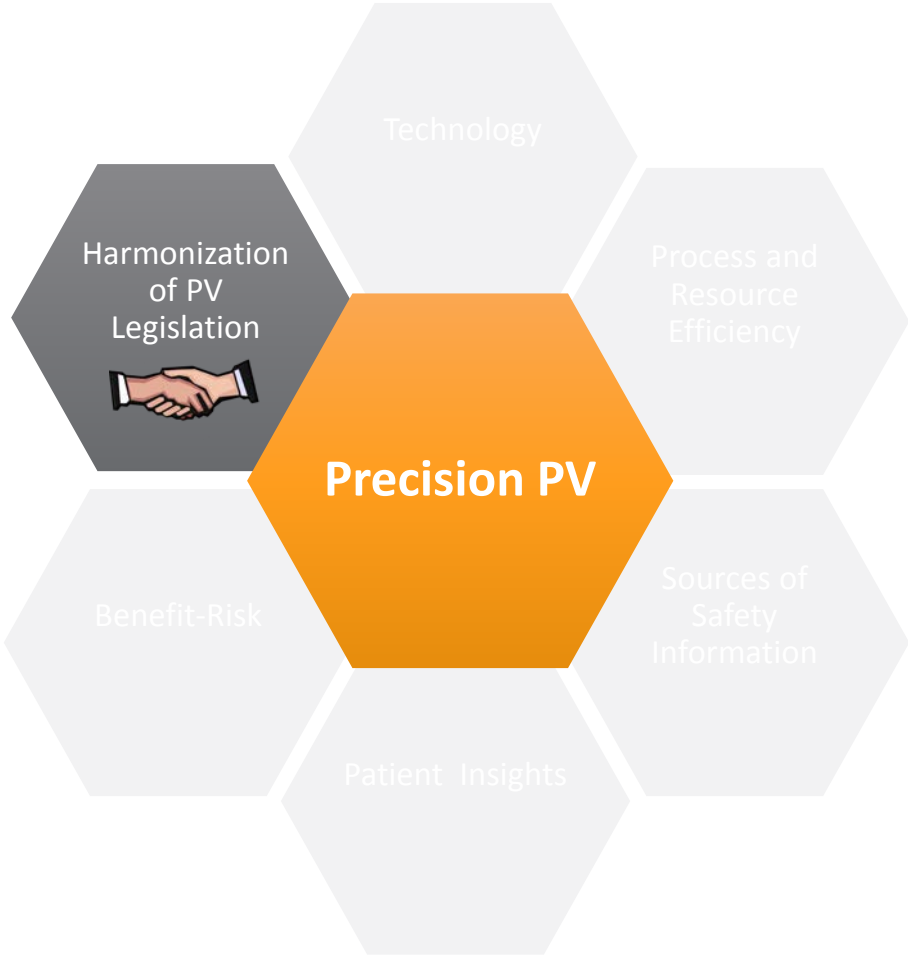 Technology
Harmonization
of PV
Legislation
Process and
Resource
Efficiency
Precision PV
Benefit-Risk
Sources of
Safety
Information
Patient Insights